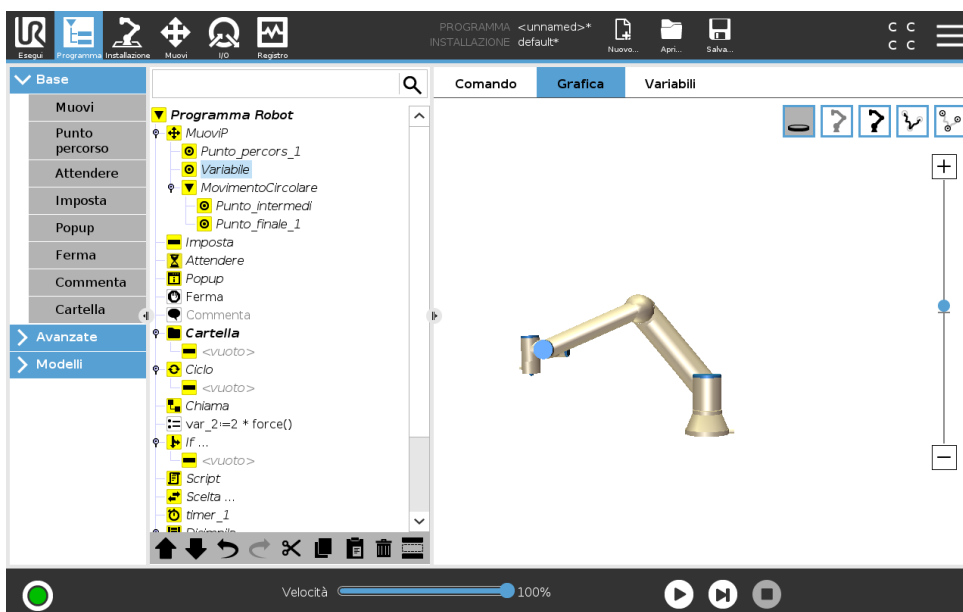 PROGRAMMA <unnamed>*
INSTALLAZIONE default*
Esegui
Programma
Installazione
Muovi
I/O
Registro
Nuovo...
Apri...
Salva...
C C
C C
Base
Muovi
Punto
percorso
Attendere
Imposta
Popup
Ferma
Commenta
Cartella
Avanzate
Modelli
Programma Robot
MuoviP
Punto_percors_1
Variabile
MovimentoCircolare
Punto_intermedi
Punto_finale_1
Imposta
Attendere
Popup
Ferma
Commenta
Cartella
<vuoto>
Ciclo
<vuoto>
Chiama
var_2:=2 * force()
If ...
<vuoto>
Script
Scelta ...
timer_1
Comando
Grafica
Variabili
Velocità
100%